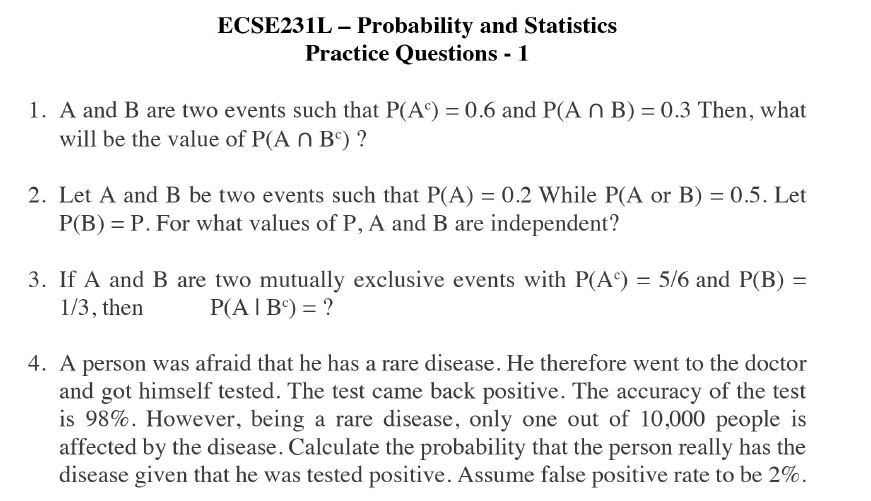 ECSE231L – Probability and Statistics
Practice Questions - 1
1. A and B are two events such that P(Aᶜ) = 0.6 and P(A ∩ B) = 0.3 Then, what
will be the value of P(A ∩ Bᶜ) ?
2. Let A and B be two events such that P(A) = 0.2 While P(A or B) = 0.5. Let
P(B) = P. For what values of P, A and B are independent?
3. If A and B are two mutually exclusive events with P(Aᶜ) = 5/6 and P(B) =
1/3, then P(A | Bᶜ) = ?
4. A person was afraid that he has a rare disease. He therefore went to the doctor
and got himself tested. The test came back positive. The accuracy of the test
is 98%. However, being a rare disease, only one out of 10,000 people is
affected by the disease. Calculate the probability that the person really has the
disease given that he was tested positive. Assume false positive rate to be 2%.